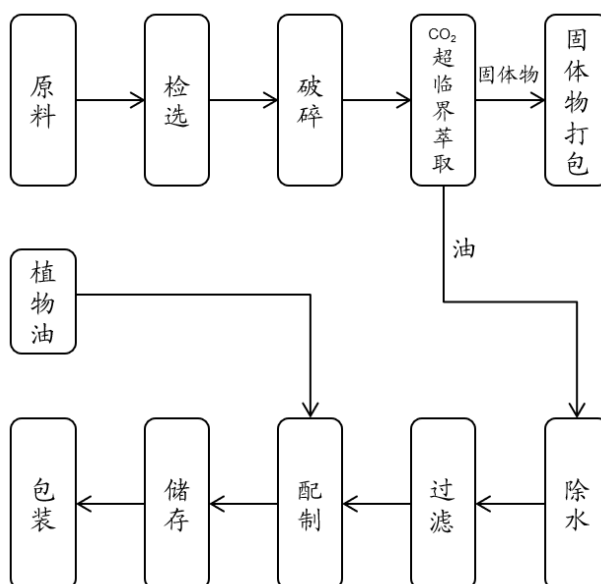 原料
检选
破碎
CO₂超临界萃取
固体物
固体物打包
油
植物油
包装
储存
配制
过滤
除水